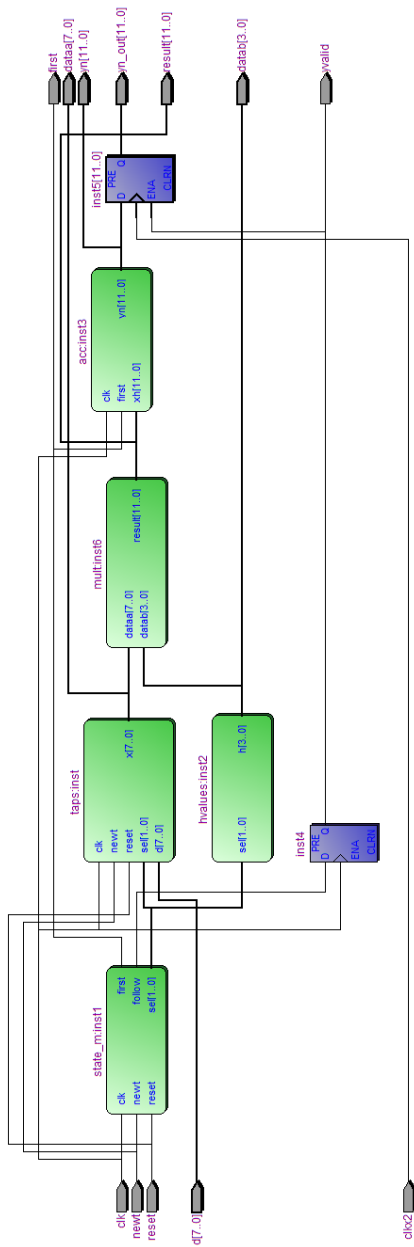 clk
newt
reset
d[7..0]
clkx2
state_m:inst1
clk
newt
reset
first
follow
sel[1..0]
taps:inst
clk
newt
reset
sel[1..0]
d[7..0]
x[7..0]
hvalues:inst2
sel[1..0]
h[3..0]
inst4
PRE
D
Q
ENA
CLRN
mult:inst6
dataa[7..0]
datab[3..0]
result[11..0]
acc:inst3
clk
first
xh[11..0]
yn[11..0]
inst5[11..0]
PRE
D
Q
ENA
CLRN
first
dataa[7..0]
yn[11..0]
yn_out[11..0]
result[11..0]
datab[3..0]
yvalid